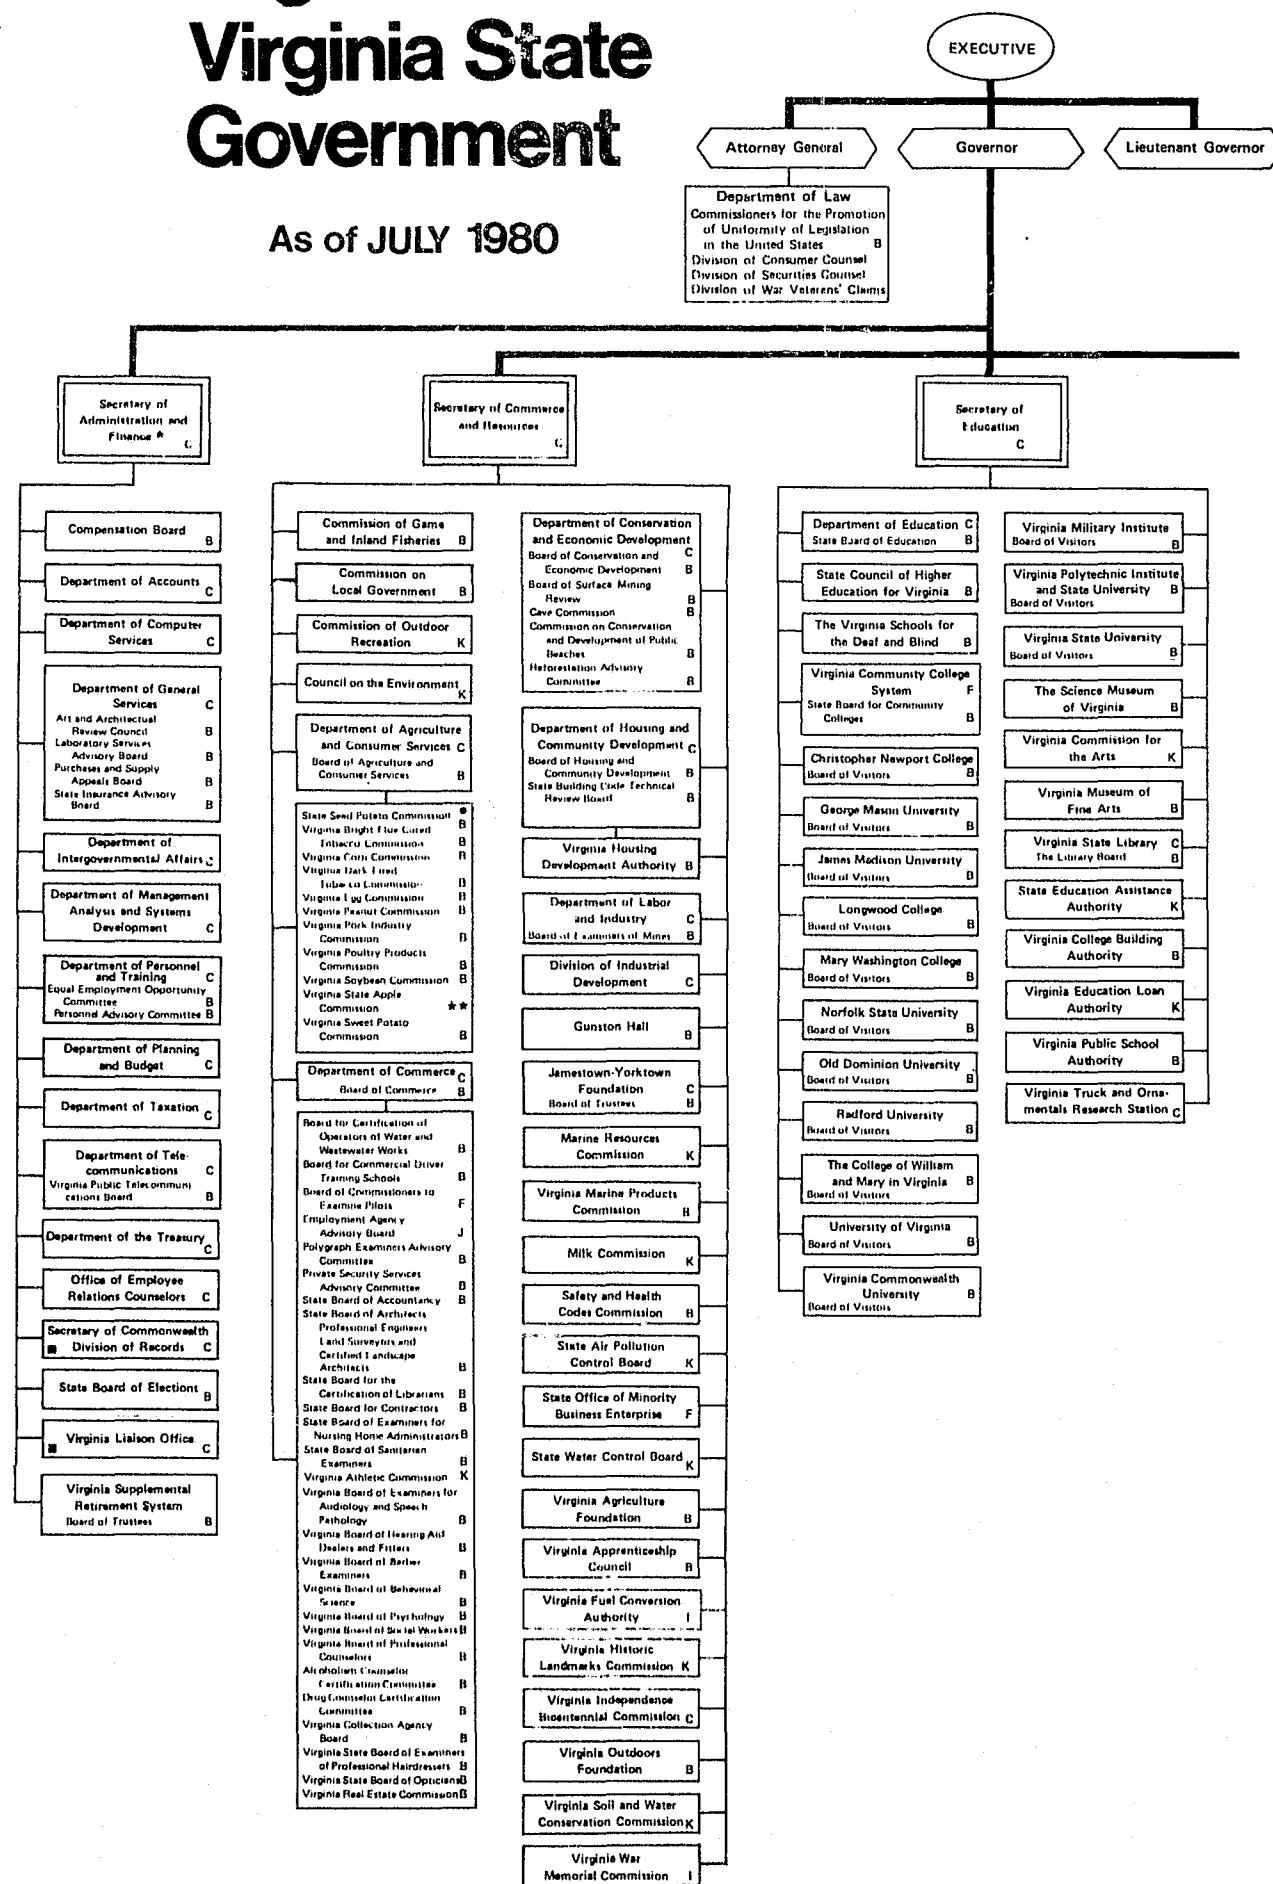 Virginia State
Government
As of JULY 1980
EXECUTIVE
Attorney General
Governor
Lieutenant Governor
Department of Law
Commissioners for the Promotion
of Uniformity of Legislation
in the United States B
Division of Consumer Counsel
Division of Securities Counsel
Division of War Veterans' Claims
Secretary of
Administration and
Finance *
C
Compensation Board
B
Department of Accounts
C
Department of Computer
Services C
Department of General
Services C
Art and Architectural
Review Council B
Laboratory Services
Advisory Board B
Purchases and Supply
Appeals Board B
State Insurance Advisory
Board B
Department of
Intergovernmental Affairs C
Department of Management
Analysis and Systems
Development C
Department of Personnel
and Training C
Equal Employment Opportunity
Committee B
Personnel Advisory Committee B
Department of Planning
and Budget C
Department of Taxation
C
Department of Tele-
communications C
Virginia Public Telecommuni
cations Board B
Department of the Treasury
C
Office of Employee
Relations Counselors C
Secretary of Commonwealth
■ Division of Records C
State Board of Elections
B
■ Virginia Liaison Office
C
Virginia Supplemental
Retirement System
Board of Trustees B
Secretary of Commerce
and Resources
C
Commission of Game
and Inland Fisheries B
Commission on
Local Government B
Commission of Outdoor
Recreation K
Council on the Environment
K
Department of Agriculture
and Consumer Services C
Board of Agriculture and
Consumer Services B
State Seed Potato Commission *
Virginia Bright Flue Cured B
Tobacco Commission B
Virginia Corn Commission B
Virginia Dark Fired
Tobacco Commission B
Virginia Egg Commission B
Virginia Peanut Commission B
Virginia Pork Industry
Commission B
Virginia Poultry Products
Commission B
Virginia Soybean Commission B
Virginia State Apple
Commission **
Virginia Sweet Potato
Commission B
Department of Commerce C
Board of Commerce B
Board for Certification of
Operators of Water and
Wastewater Works B
Board for Commercial Driver
Training Schools B
Board of Commissioners to
Examine Pilots F
Employment Agency
Advisory Board J
Polygraph Examiners Advisory
Committee B
Private Security Services
Advisory Committee B
State Board of Accountancy B
State Board of Architects
Professional Engineers
Land Surveyors and
Certified Landscape
Architects B
State Board for the
Certification of Librarians B
State Board for Contractors B
State Board of Examiners for
Nursing Home Administrators B
State Board of Sanitarian
Examiners B
Virginia Athletic Commission K
Virginia Board of Examiners for
Audiology and Speech
Pathology B
Virginia Board of Hearing Aid
Dealers and Fitters B
Virginia Board of Barber
Examiners B
Virginia Board of Behavioral
Science B
Virginia Board of Psychology B
Virginia Board of Social Workers B
Virginia Board of Professional
Counselors B
Alcoholism Counselor
Certification Committee B
Drug Counselor Certification
Committee B
Virginia Collection Agency
Board B
Virginia State Board of Examiners
of Professional Hairdressers B
Virginia State Board of Opticians B
Virginia Real Estate Commission B
Department of Conservation
and Economic Development
C
Board of Conservation and
Economic Development B
Board of Surface Mining
Review B
Cave Commission B
Commission on Conservation
and Development of Public
Beaches B
Reforestation Advisory
Committee B
Department of Housing and
Community Development C
Board of Housing and
Community Development B
State Building Code Technical
Review Board B
Virginia Housing
Development Authority B
Department of Labor
and Industry C
Board of Examiners of Mines B
Division of Industrial
Development C
Gunston Hall
B
Jamestown-Yorktown
Foundation C
Board of Trustees B
Marine Resources
Commission K
Virginia Marine Products
Commission B
Milk Commission
K
Safety and Health
Codes Commission B
State Air Pollution
Control Board K
State Office of Minority
Business Enterprise F
State Water Control Board
K
Virginia Agriculture
Foundation B
Virginia Apprenticeship
Council B
Virginia Fuel Conversion
Authority I
Virginia Historic
Landmarks Commission K
Virginia Independence
Bicentennial Commission C
Virginia Outdoors
Foundation B
Virginia Soil and Water
Conservation Commission K
Virginia War
Memorial Commission I
Secretary of
Education
C
Department of Education C
State Board of Education B
State Council of Higher
Education for Virginia B
The Virginia Schools for
the Deaf and Blind B
Virginia Community College
System F
State Board for Community
Colleges B
Christopher Newport College
Board of Visitors B
George Mason University
Board of Visitors B
James Madison University
Board of Visitors B
Longwood College
Board of Visitors B
Mary Washington College
Board of Visitors B
Norfolk State University
Board of Visitors B
Old Dominion University
Board of Visitors B
Radford University
Board of Visitors B
The College of William
and Mary in Virginia B
Board of Visitors
University of Virginia
Board of Visitors B
Virginia Commonwealth
University B
Board of Visitors
Virginia Military Institute
Board of Visitors B
Virginia Polytechnic Institute
and State University B
Board of Visitors
Virginia State University
Board of Visitors B
The Science Museum
of Virginia B
Virginia Commission for
the Arts K
Virginia Museum of
Fine Arts B
Virginia State Library C
The Library Board B
State Education Assistance
Authority K
Virginia College Building
Authority B
Virginia Education Loan
Authority K
Virginia Public School
Authority B
Virginia Truck and Orna-
mentals Research Station C